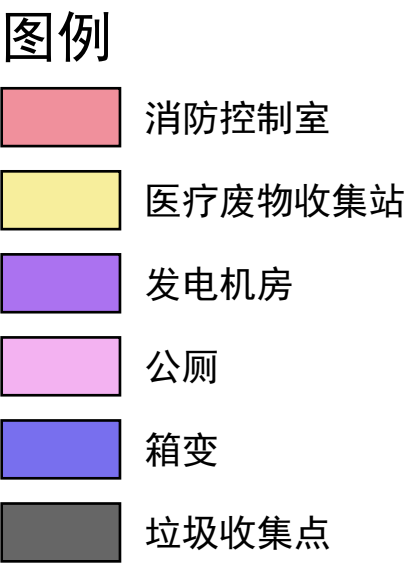 图例
消防控制室
医疗废物收集站
发电机房
公厕
箱变
垃圾收集点